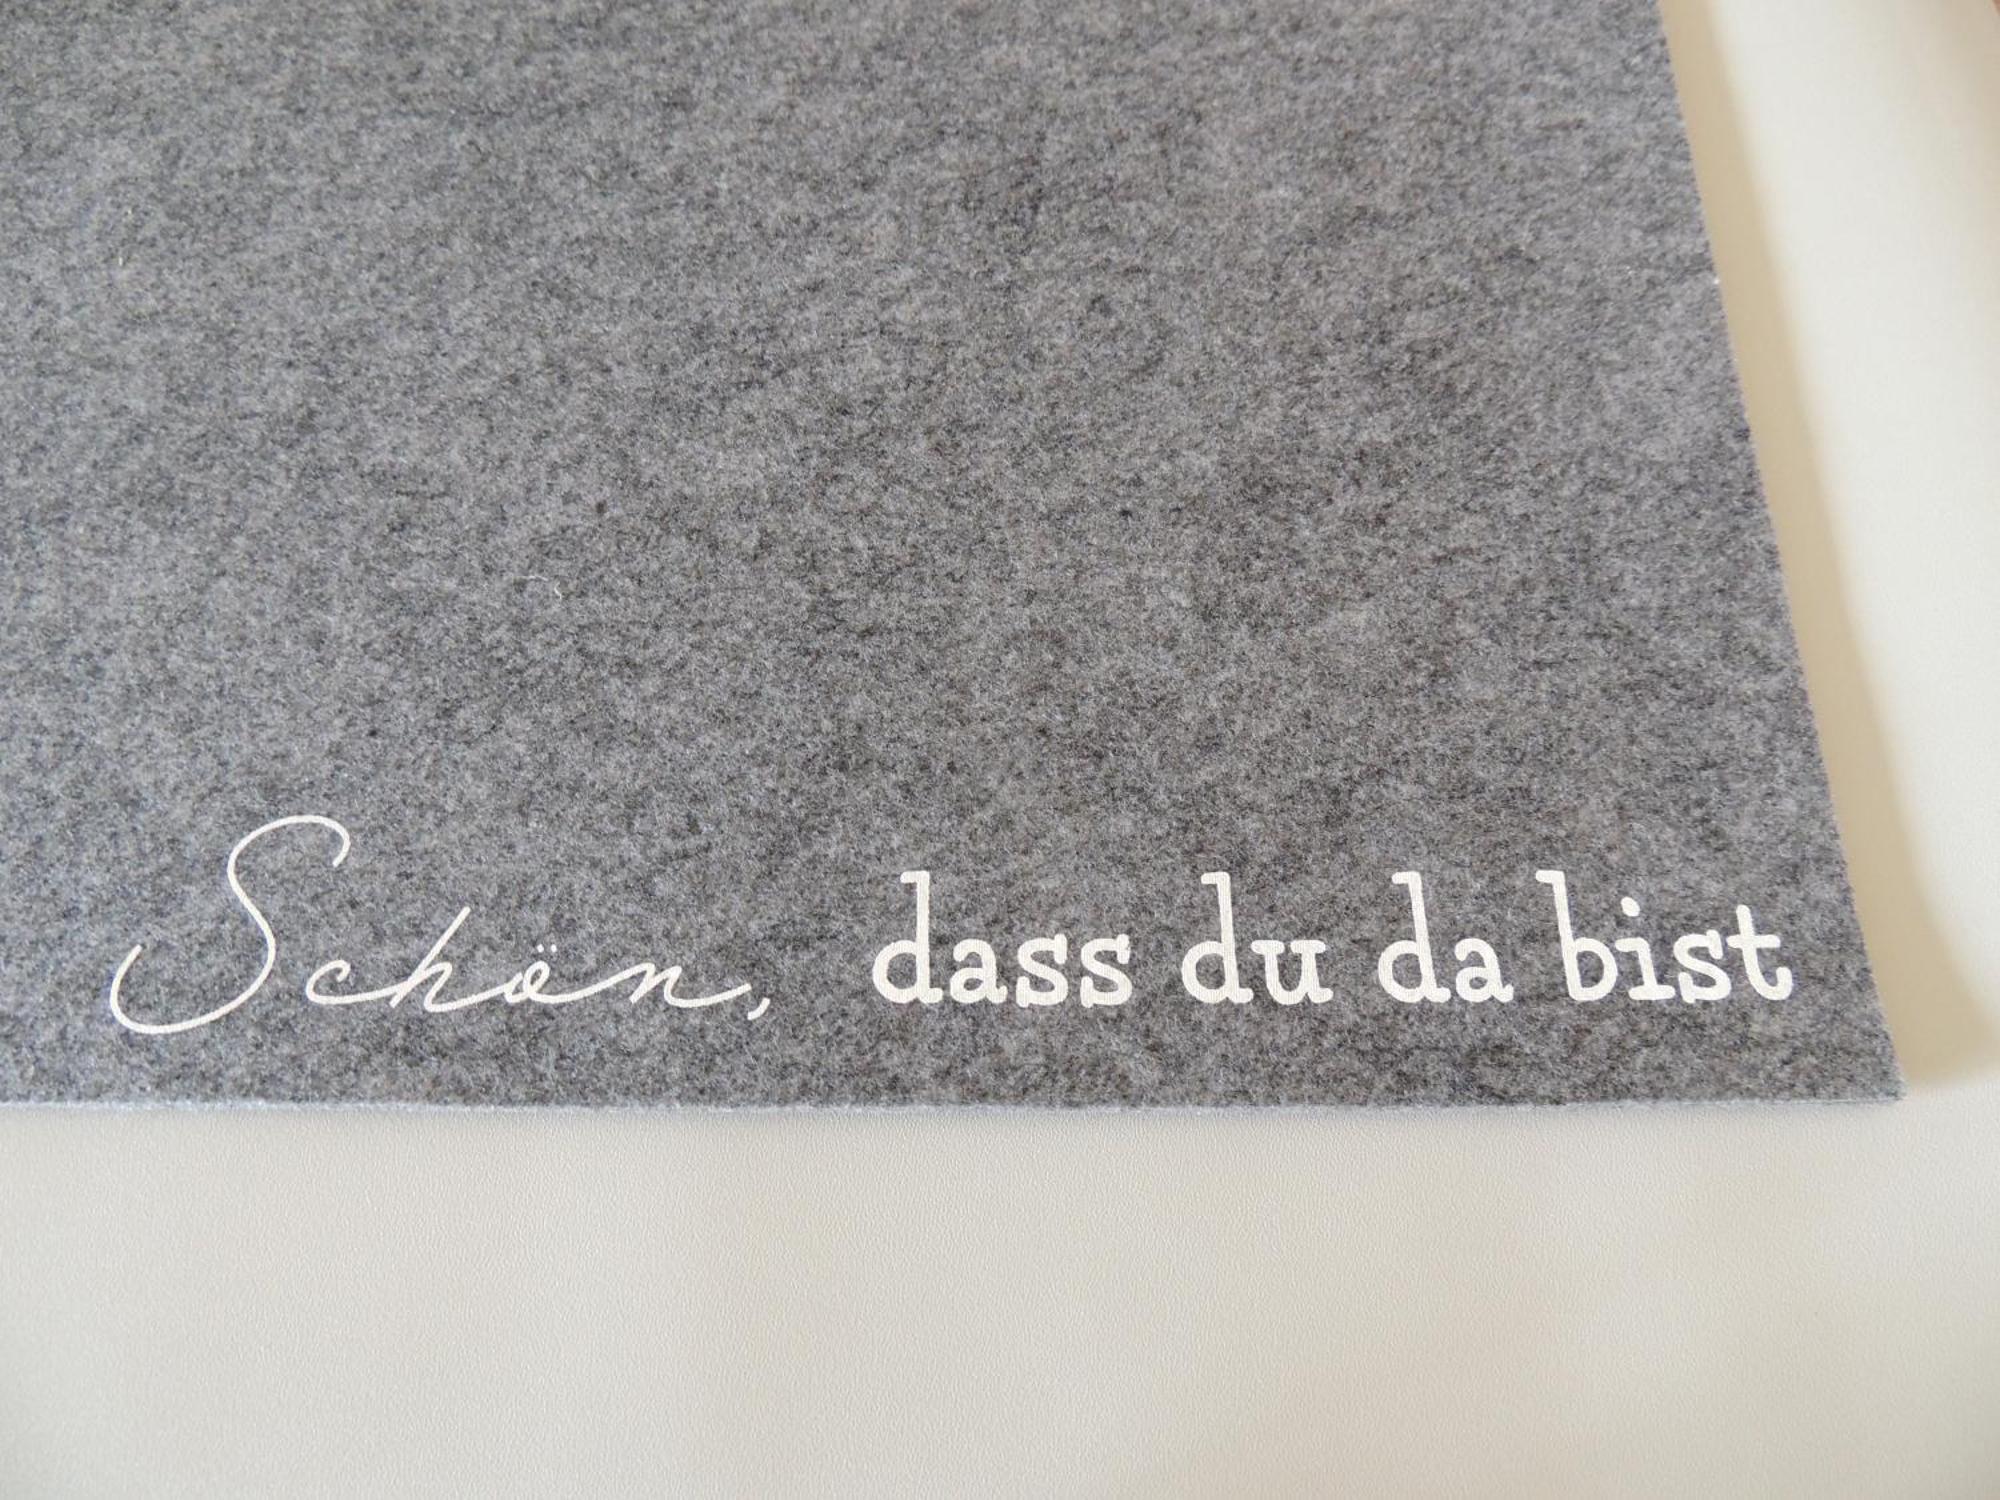 Schön, dass du da bist